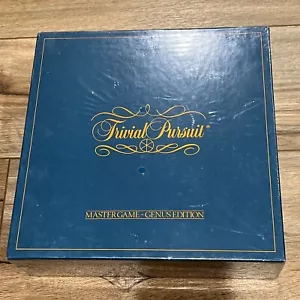 Trivial Pursuit®
MASTER GAME – GENUS EDITION